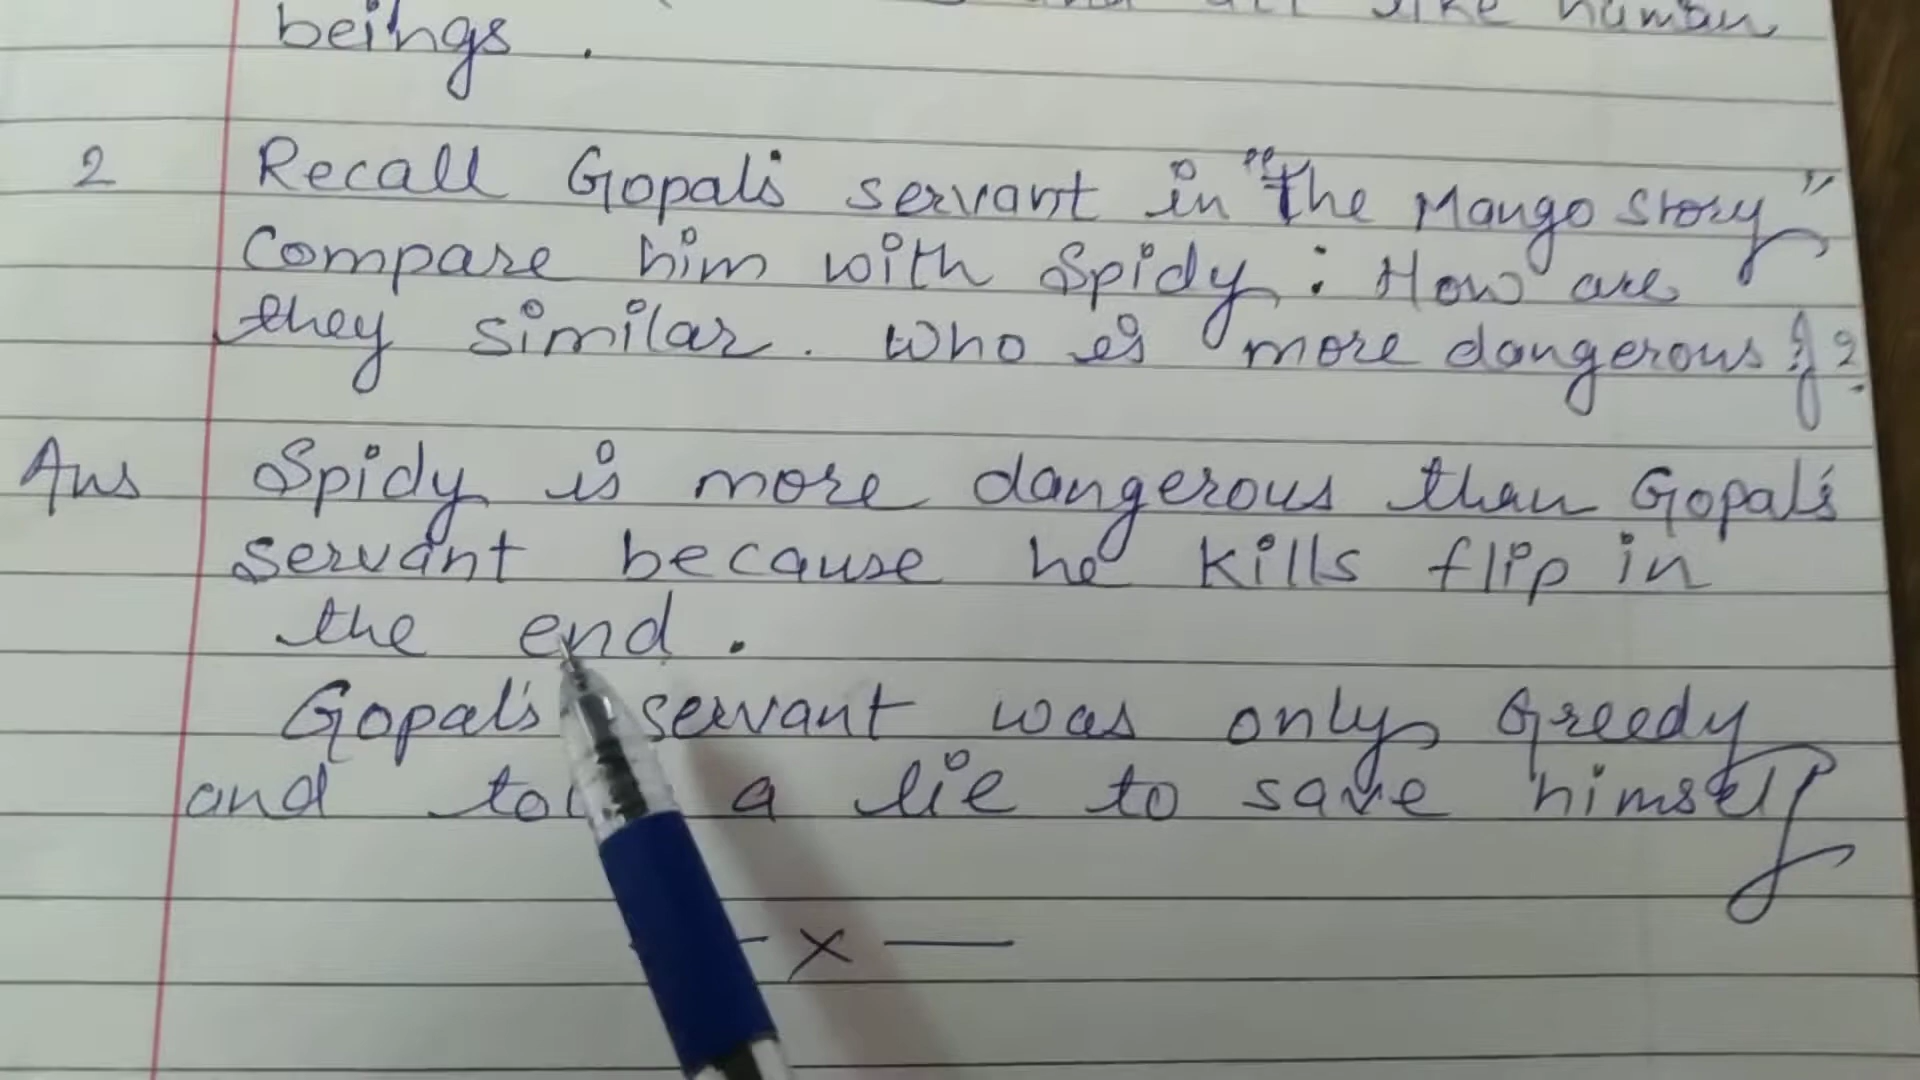 like human
beings .
2 Recall Gopal's servant in "The Mango Story"
Compare him with Spidy : How are
they similar. Who is more dangerous ?
Ans Spidy is more dangerous than Gopal's
servant because he kills flip in
the end .
Gopal's servant was only Greedy
and a lie to save himself
— x —